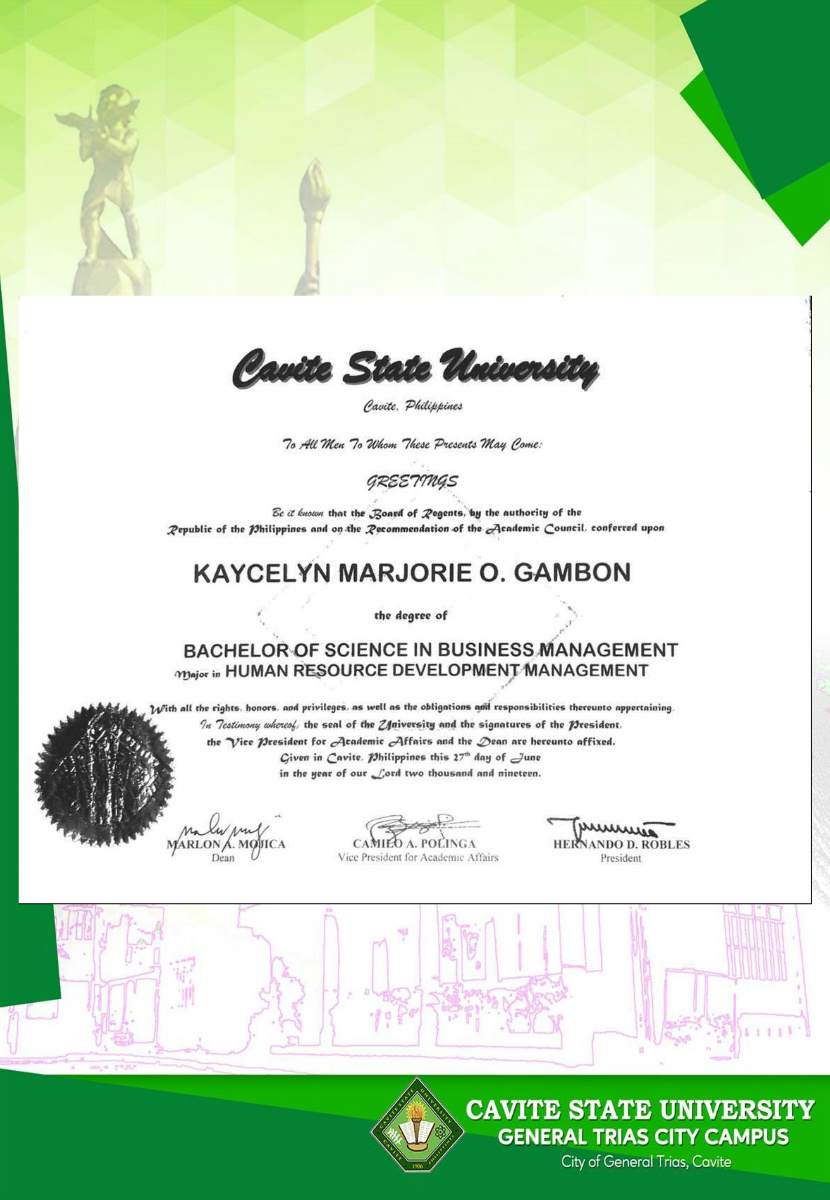 Cavite State University
Cavite, Philippines
To All Men To Whom These Presents May Come:
GREETINGS
Be it known that the Board of Regents, by the authority of the
Republic of the Philippines and on the Recommendation of the Academic Council, conferred upon
KAYCELYN MARJORIE O. GAMBON
the degree of
BACHELOR OF SCIENCE IN BUSINESS MANAGEMENT
Major in HUMAN RESOURCE DEVELOPMENT MANAGEMENT
With all the rights, honors, and privileges, as well as the obligations and responsibilities thereunto appertaining.
In Testimony whereof, the seal of the University and the signatures of the President,
the Vice President for Academic Affairs and the Dean are hereunto affixed.
Given in Cavite, Philippines this 27th day of June
in the year of our Lord two thousand and nineteen.
MARLON A. MOJICA
Dean
CAMILO A. POLINGA
Vice President for Academic Affairs
HERNANDO D. ROBLES
President
CAVITE STATE UNIVERSITY
CAVITE PHILIPPINES
1906
CAVITE STATE UNIVERSITY
GENERAL TRIAS CITY CAMPUS
City of General Trias, Cavite